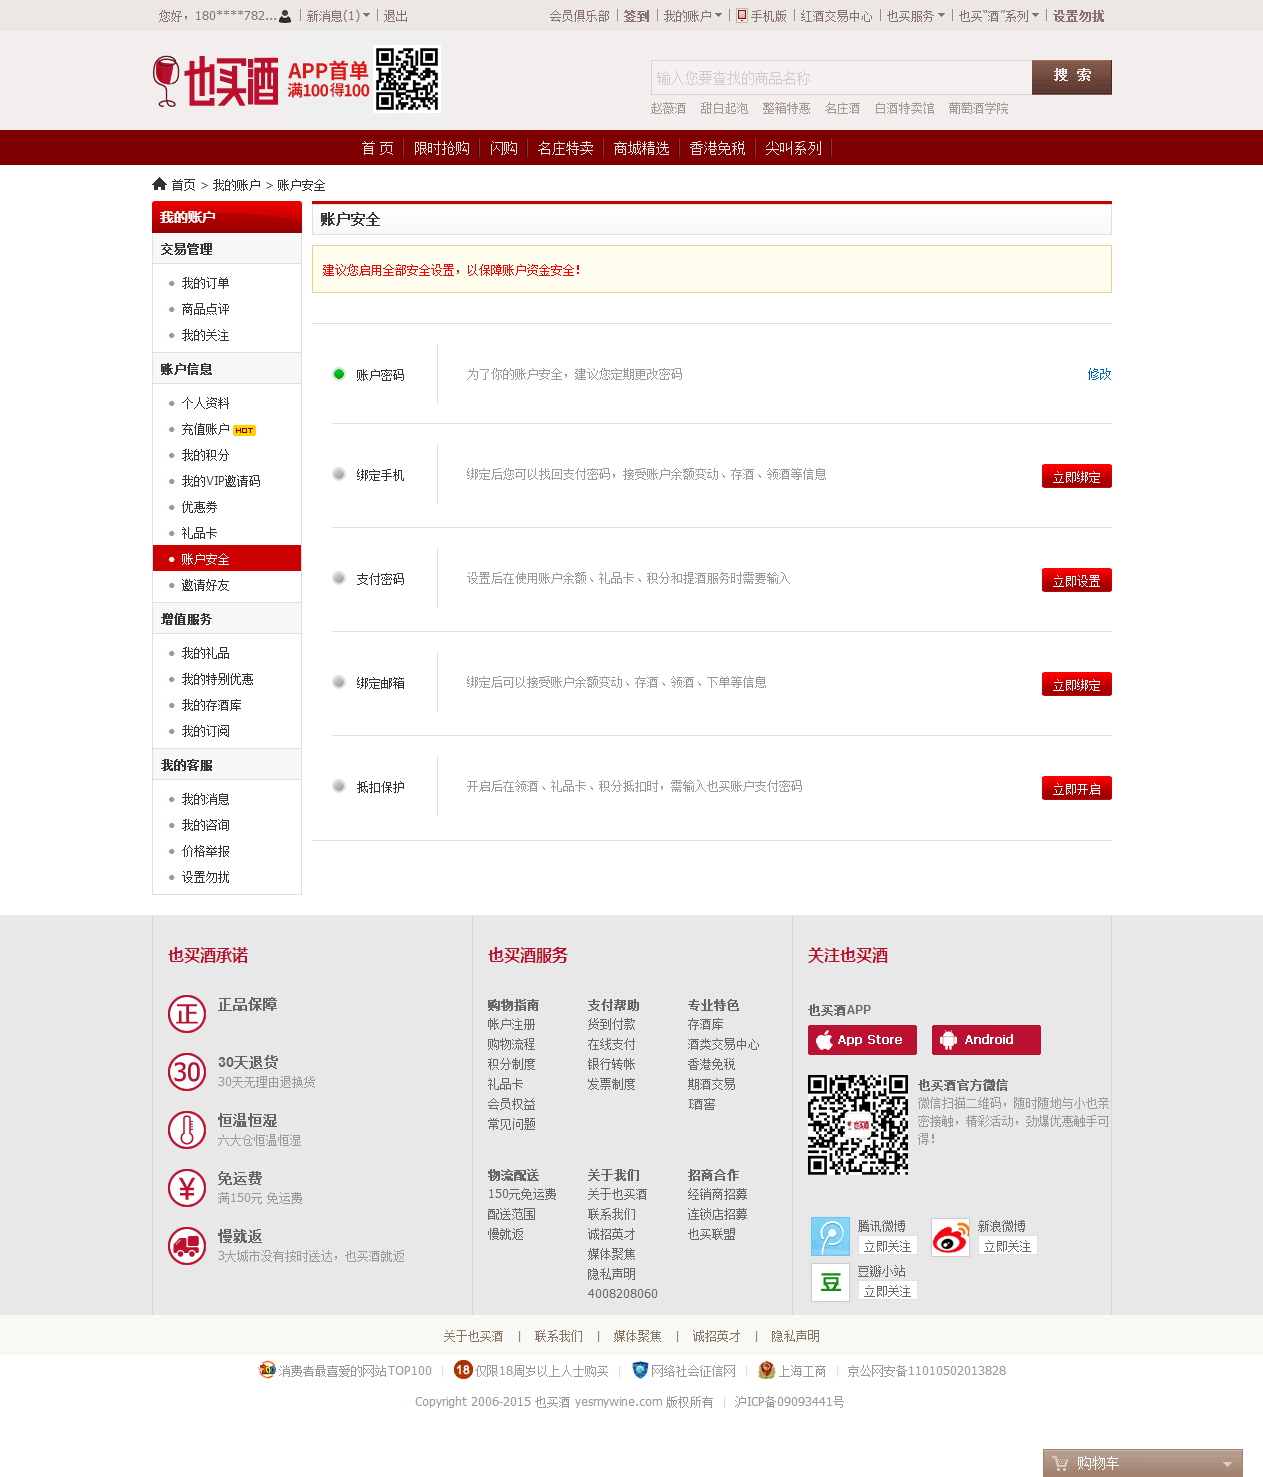 您好，180****782... 新消息(1) 退出 会员俱乐部 签到 我的账户 手机版 红酒交易中心 也买服务 也买"酒"系列 设置勿扰
也买酒 APP首单 满100得100
输入您要查找的商品名称 搜 索
赵薇酒 甜白起泡 整箱特惠 名庄酒 白酒特卖馆 葡萄酒学院
首 页 限时抢购 闪购 名庄特卖 商城精选 香港免税 尖叫系列
首页 > 我的账户 > 账户安全
我的账户
交易管理
我的订单
商品点评
我的关注
账户信息
个人资料
充值账户 HOT
我的积分
我的VIP邀请码
优惠券
礼品卡
账户安全
邀请好友
增值服务
我的礼品
我的特别优惠
我的存酒库
我的订阅
我的客服
我的消息
我的咨询
价格举报
设置勿扰
账户安全
建议您启用全部安全设置，以保障账户资金安全!
账户密码 为了你的账户安全，建议您定期更改密码 修改
绑定手机 绑定后您可以找回支付密码，接受账户余额变动、存酒、领酒等信息 立即绑定
支付密码 设置后在使用账户余额、礼品卡、积分和提酒服务时需要输入 立即设置
绑定邮箱 绑定后可以接受账户余额变动、存酒、领酒、下单等信息 立即绑定
抵扣保护 开启后在领酒、礼品卡、积分抵扣时，需输入也买账户支付密码 立即开启
也买酒承诺
正 正品保障
30 30天退货
30天无理由退换货
恒温恒湿
六大仓恒温恒湿
¥ 免运费
满150元 免运费
慢就返
3大城市没有按时送达，也买酒就返
也买酒服务
购物指南
帐户注册
购物流程
积分制度
礼品卡
会员权益
常见问题
支付帮助
货到付款
在线支付
银行转帐
发票制度
专业特色
存酒库
酒类交易中心
香港免税
期酒交易
I酒窖
物流配送
150元免运费
配送范围
慢就返
关于我们
关于也买酒
联系我们
诚招英才
媒体聚焦
隐私声明
4008208060
招商合作
经销商招募
连锁店招募
也买联盟
关注也买酒
也买酒APP
App Store Android
也买酒
也买酒官方微信
微信扫描二维码，随时随地与小也亲
密接触，精彩活动，劲爆优惠触手可
得！
腾讯微博
立即关注
新浪微博
立即关注
豆 豆瓣小站
立即关注
关于也买酒 | 联系我们 | 媒体聚焦 | 诚招英才 | 隐私声明
消费者最喜爱的网站TOP100 | 18 仅限18周岁以上人士购买 | 网络社会征信网 | 上海工商 | 京公网安备11010502013828
Copyright 2006-2015 也买酒 yesmywine.com 版权所有 | 沪ICP备09093441号
购物车